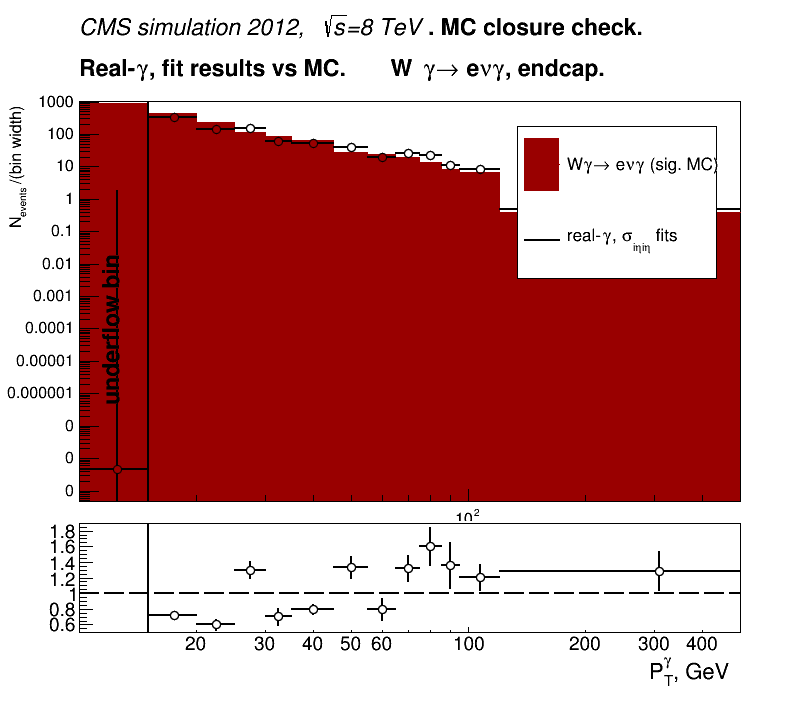 CMS simulation 2012, √s=8 TeV . MC closure check.
Real-γ, fit results vs MC. W γ→ eνγ, endcap.
N_events /(bin width)
1000
100
10
1
0.1
0.01
0.001
0.0001
0.00001
0.000001
0
0
0
underflow bin
Wγ→ eνγ (sig. MC)
real-γ, σ_iηiη fits
10²
1.8
1.6
1.4
1.2
1
0.8
0.6
20 30 40 50 60 100 200 300 400
P_T^γ, GeV